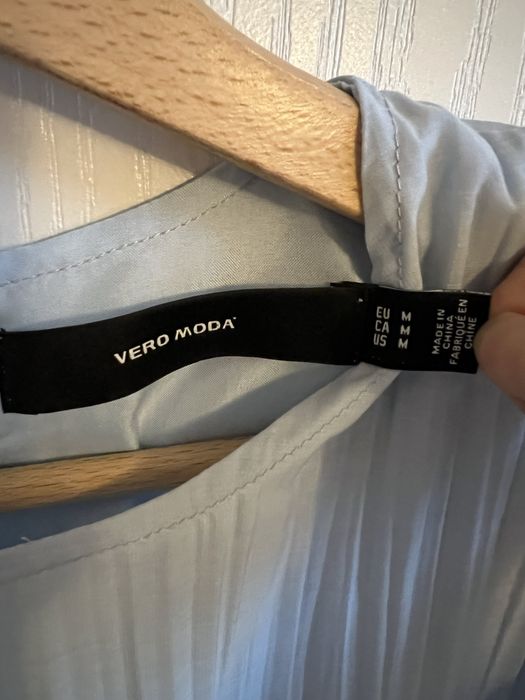 VERO MODA
EU M
CA M
US M
MADE IN
CHINA
FABRIQUÉ EN
CHINE